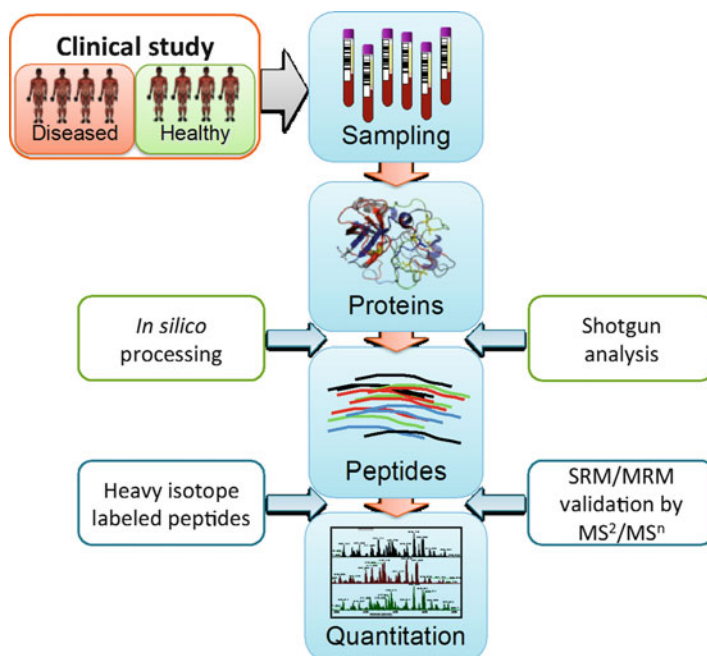 Clinical study
Diseased
Healthy
Sampling
Proteins
In silico
processing
Shotgun
analysis
Peptides
Heavy isotope
labeled peptides
SRM/MRM
validation by
MS²/MSⁿ
Quantitation